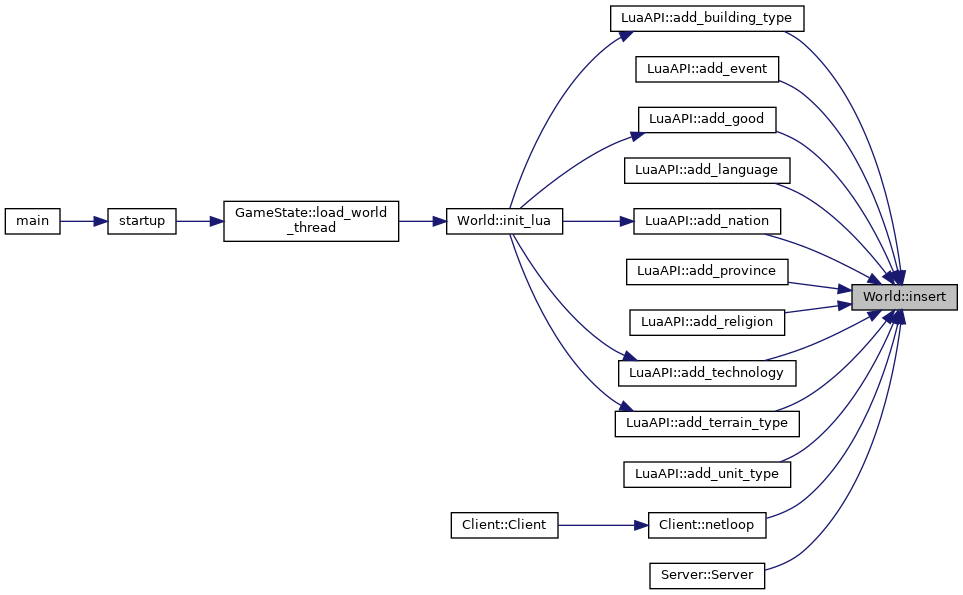 LuaAPI::add_building_type
LuaAPI::add_event
LuaAPI::add_good
LuaAPI::add_language
main
startup
GameState::load_world
_thread
World::init_lua
LuaAPI::add_nation
LuaAPI::add_province
World::insert
LuaAPI::add_religion
LuaAPI::add_technology
LuaAPI::add_terrain_type
LuaAPI::add_unit_type
Client::Client
Client::netloop
Server::Server